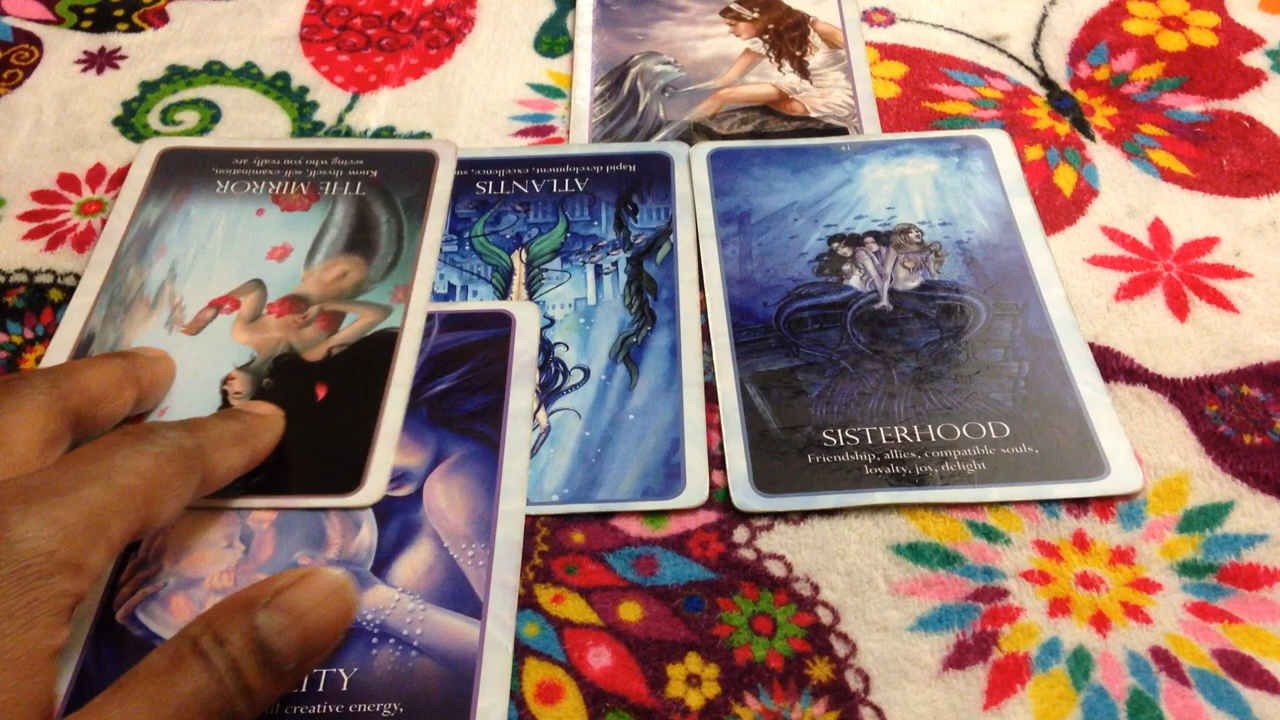 THE MIRROR
Know thyself, self-examination,
seeing who you really are
ATLANTIS
Rapid development, excellence,
SISTERHOOD
Friendship, allies, compatible souls,
loyalty, joy, delight
creative energy,